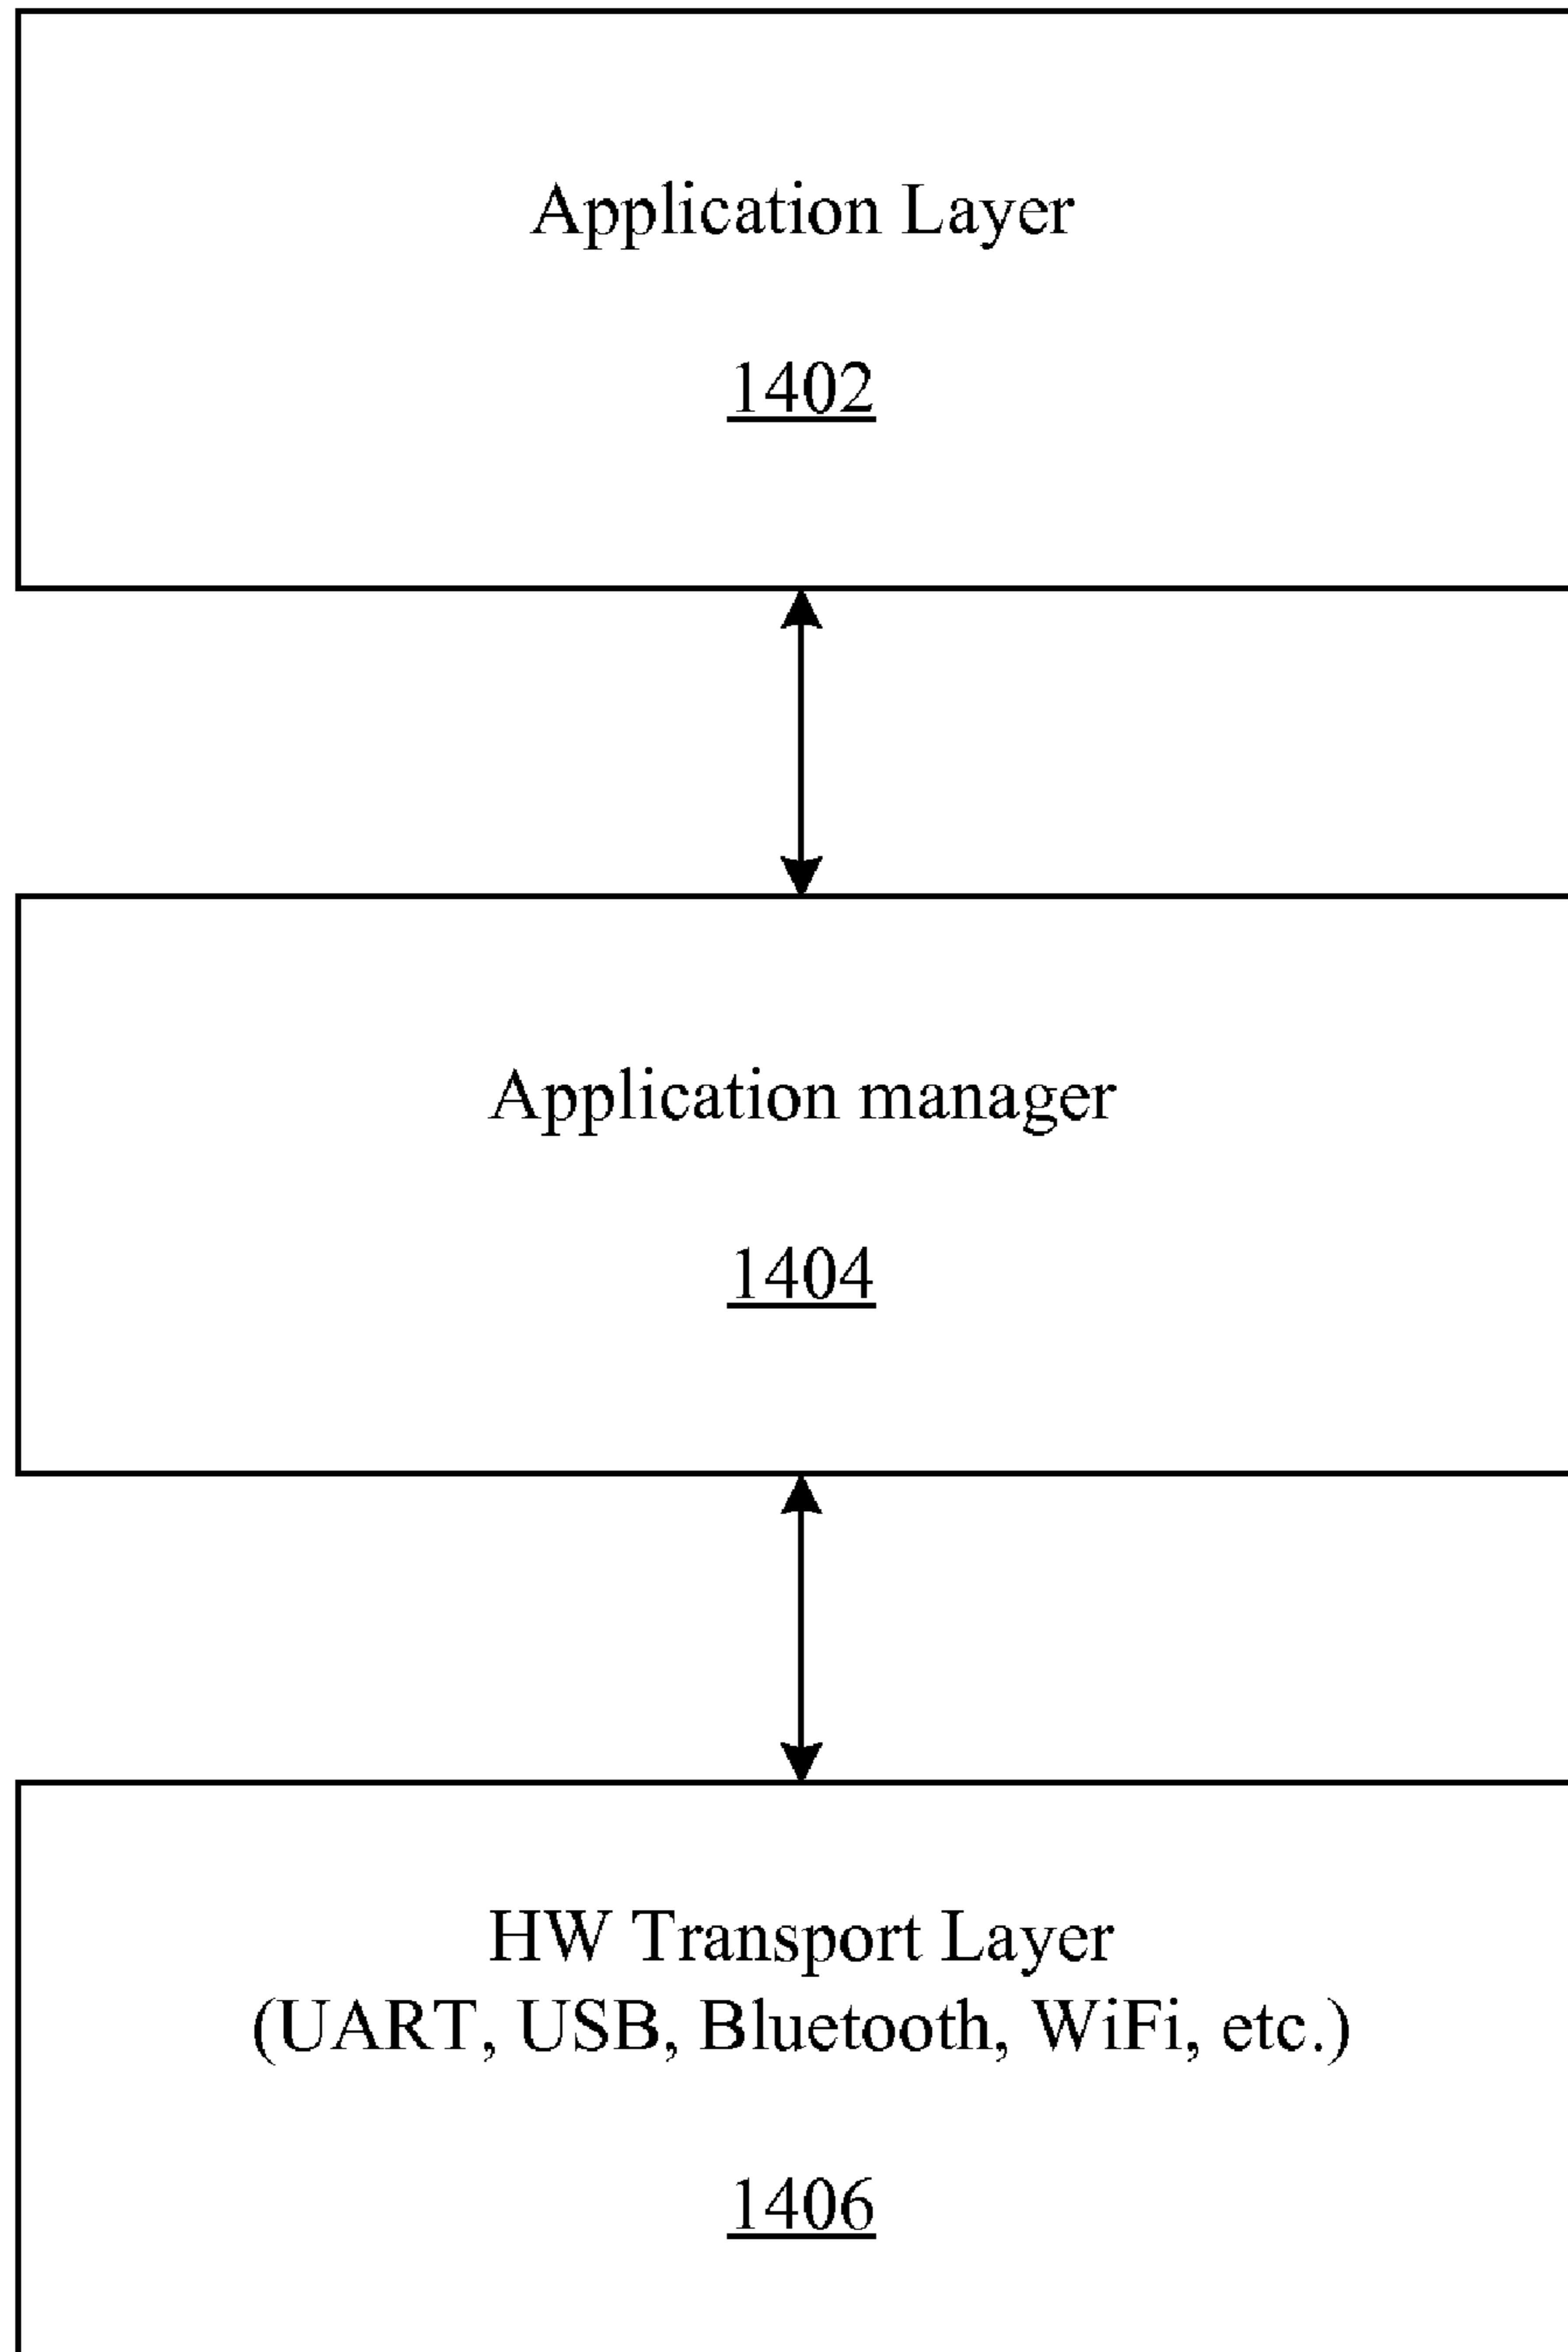 Application Layer
1402
Application manager
1404
HW Transport Layer
(UART, USB, Bluetooth, WiFi, etc.)
1406